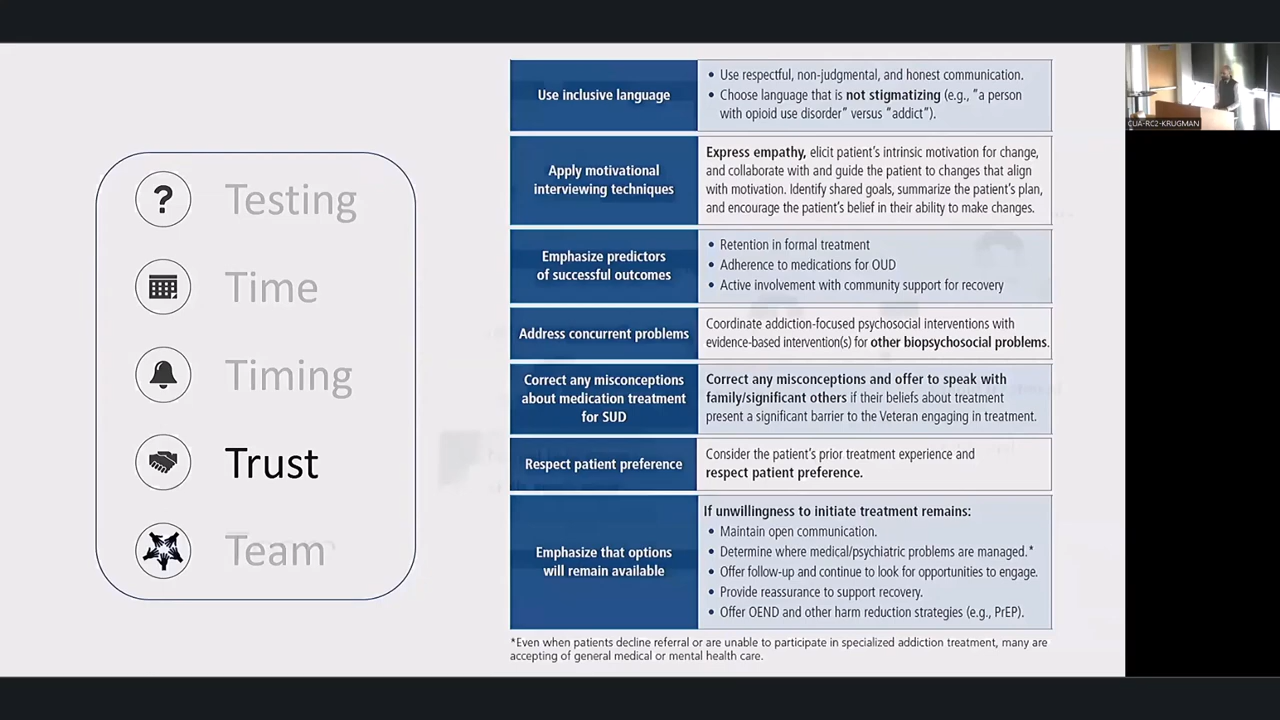 ?
Testing
Time
Timing
Trust
Team
Use inclusive language
• Use respectful, non-judgmental, and honest communication.
• Choose language that is not stigmatizing (e.g., “a person
with opioid use disorder” versus “addict”).
Apply motivational
interviewing techniques
Express empathy, elicit patient’s intrinsic motivation for change,
and collaborate with and guide the patient to changes that align
with motivation. Identify shared goals, summarize the patient’s plan,
and encourage the patient’s belief in their ability to make changes.
Emphasize predictors
of successful outcomes
• Retention in formal treatment
• Adherence to medications for OUD
• Active involvement with community support for recovery
Address concurrent problems
Coordinate addiction-focused psychosocial interventions with
evidence-based intervention(s) for other biopsychosocial problems.
Correct any misconceptions
about medication treatment
for SUD
Correct any misconceptions and offer to speak with
family/significant others if their beliefs about treatment
present a significant barrier to the Veteran engaging in treatment.
Respect patient preference
Consider the patient’s prior treatment experience and
respect patient preference.
Emphasize that options
will remain available
If unwillingness to initiate treatment remains:
• Maintain open communication.
• Determine where medical/psychiatric problems are managed.*
• Offer follow-up and continue to look for opportunities to engage.
• Provide reassurance to support recovery.
• Offer OEND and other harm reduction strategies (e.g., PrEP).
*Even when patients decline referral or are unable to participate in specialized addiction treatment, many are
accepting of general medical or mental health care.
CUA-RC2-KRUGMAN